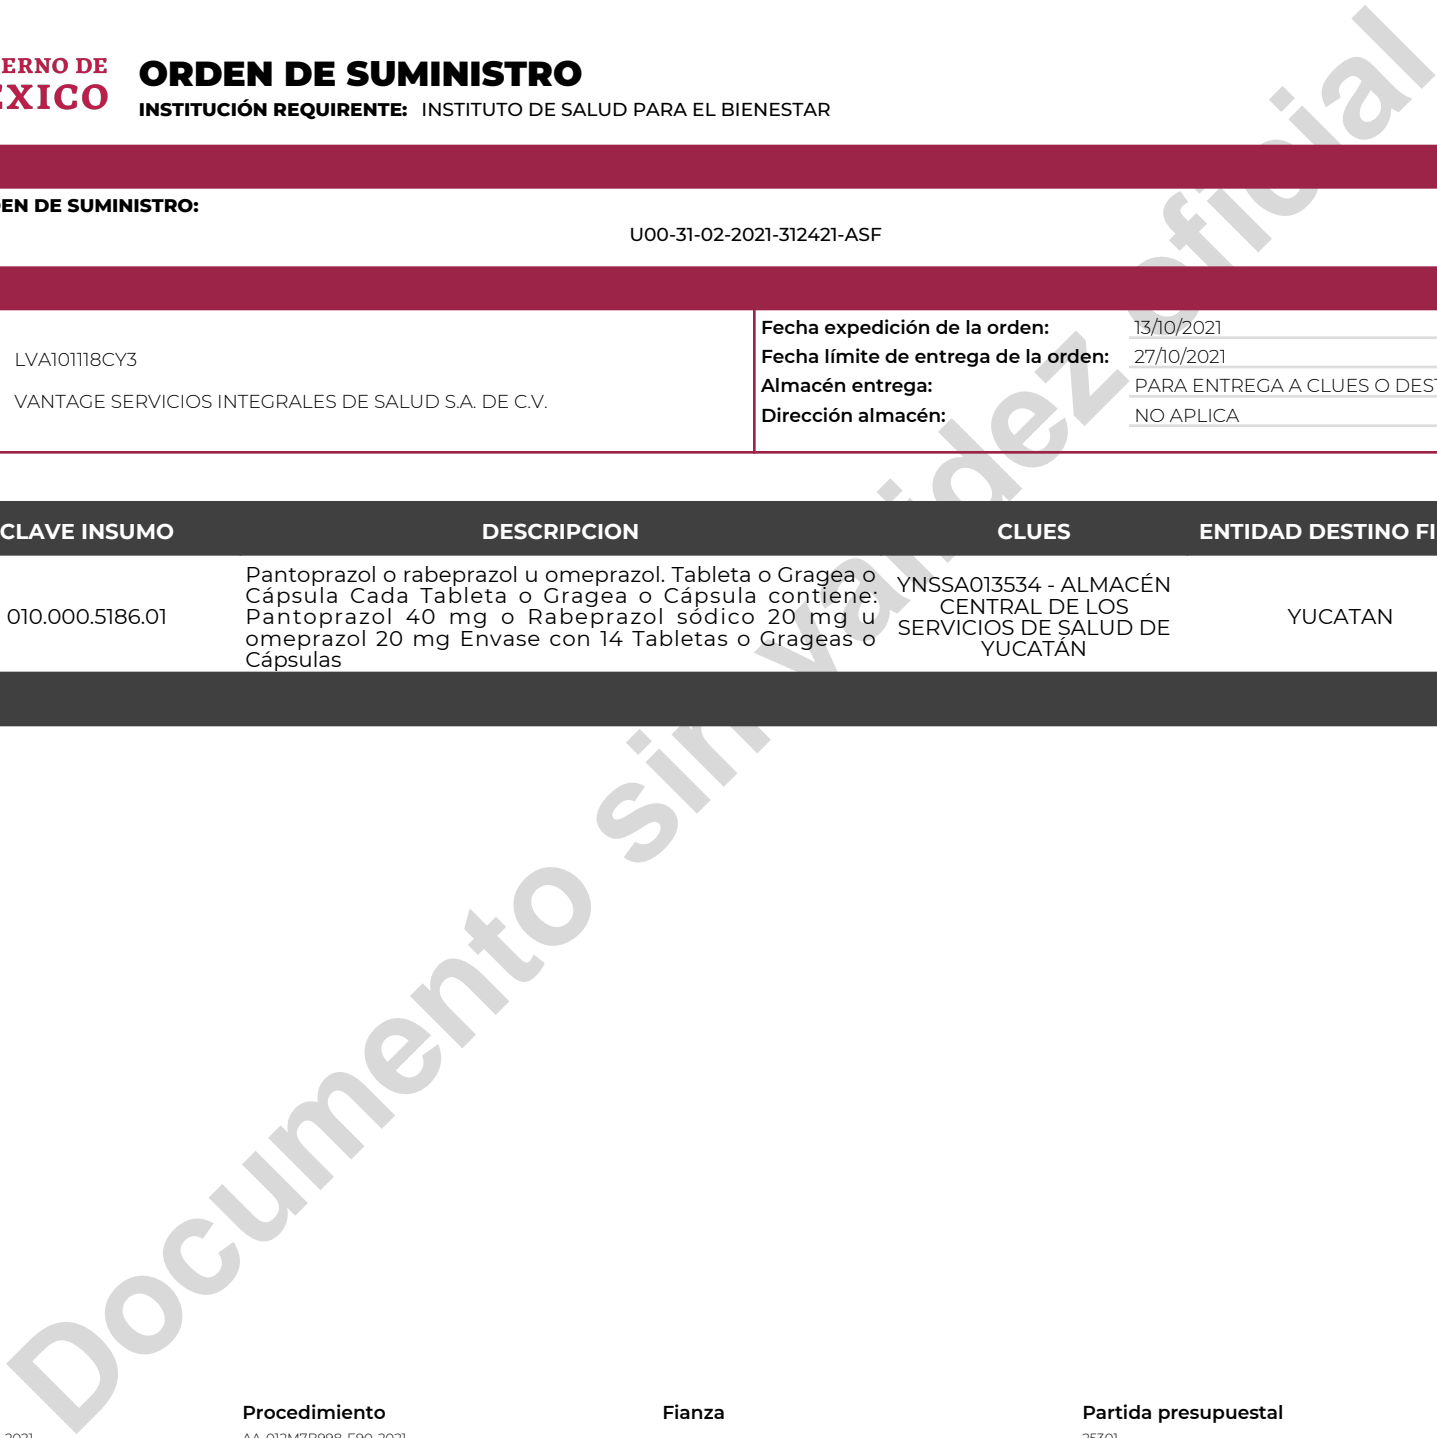 ERNO DE
EXICO
ORDEN DE SUMINISTRO
INSTITUCIÓN REQUIRENTE: INSTITUTO DE SALUD PARA EL BIENESTAR
EN DE SUMINISTRO:
U00-31-02-2021-312421-ASF
LVA101118CY3
VANTAGE SERVICIOS INTEGRALES DE SALUD S.A. DE C.V.
Fecha expedición de la orden: 13/10/2021
Fecha límite de entrega de la orden: 27/10/2021
Almacén entrega: PARA ENTREGA A CLUES O DEST
Dirección almacén: NO APLICA
CLAVE INSUMO DESCRIPCION CLUES ENTIDAD DESTINO FI
010.000.5186.01
Pantoprazol o rabeprazol u omeprazol. Tableta o Gragea o
Cápsula Cada Tableta o Gragea o Cápsula contiene:
Pantoprazol 40 mg o Rabeprazol sódico 20 mg u
omeprazol 20 mg Envase con 14 Tabletas o Grageas o
Cápsulas
YNSSA013534 - ALMACÉN
CENTRAL DE LOS
SERVICIOS DE SALUD DE
YUCATÁN
YUCATAN
Documento sin validez oficial
Procedimiento Fianza Partida presupuestal